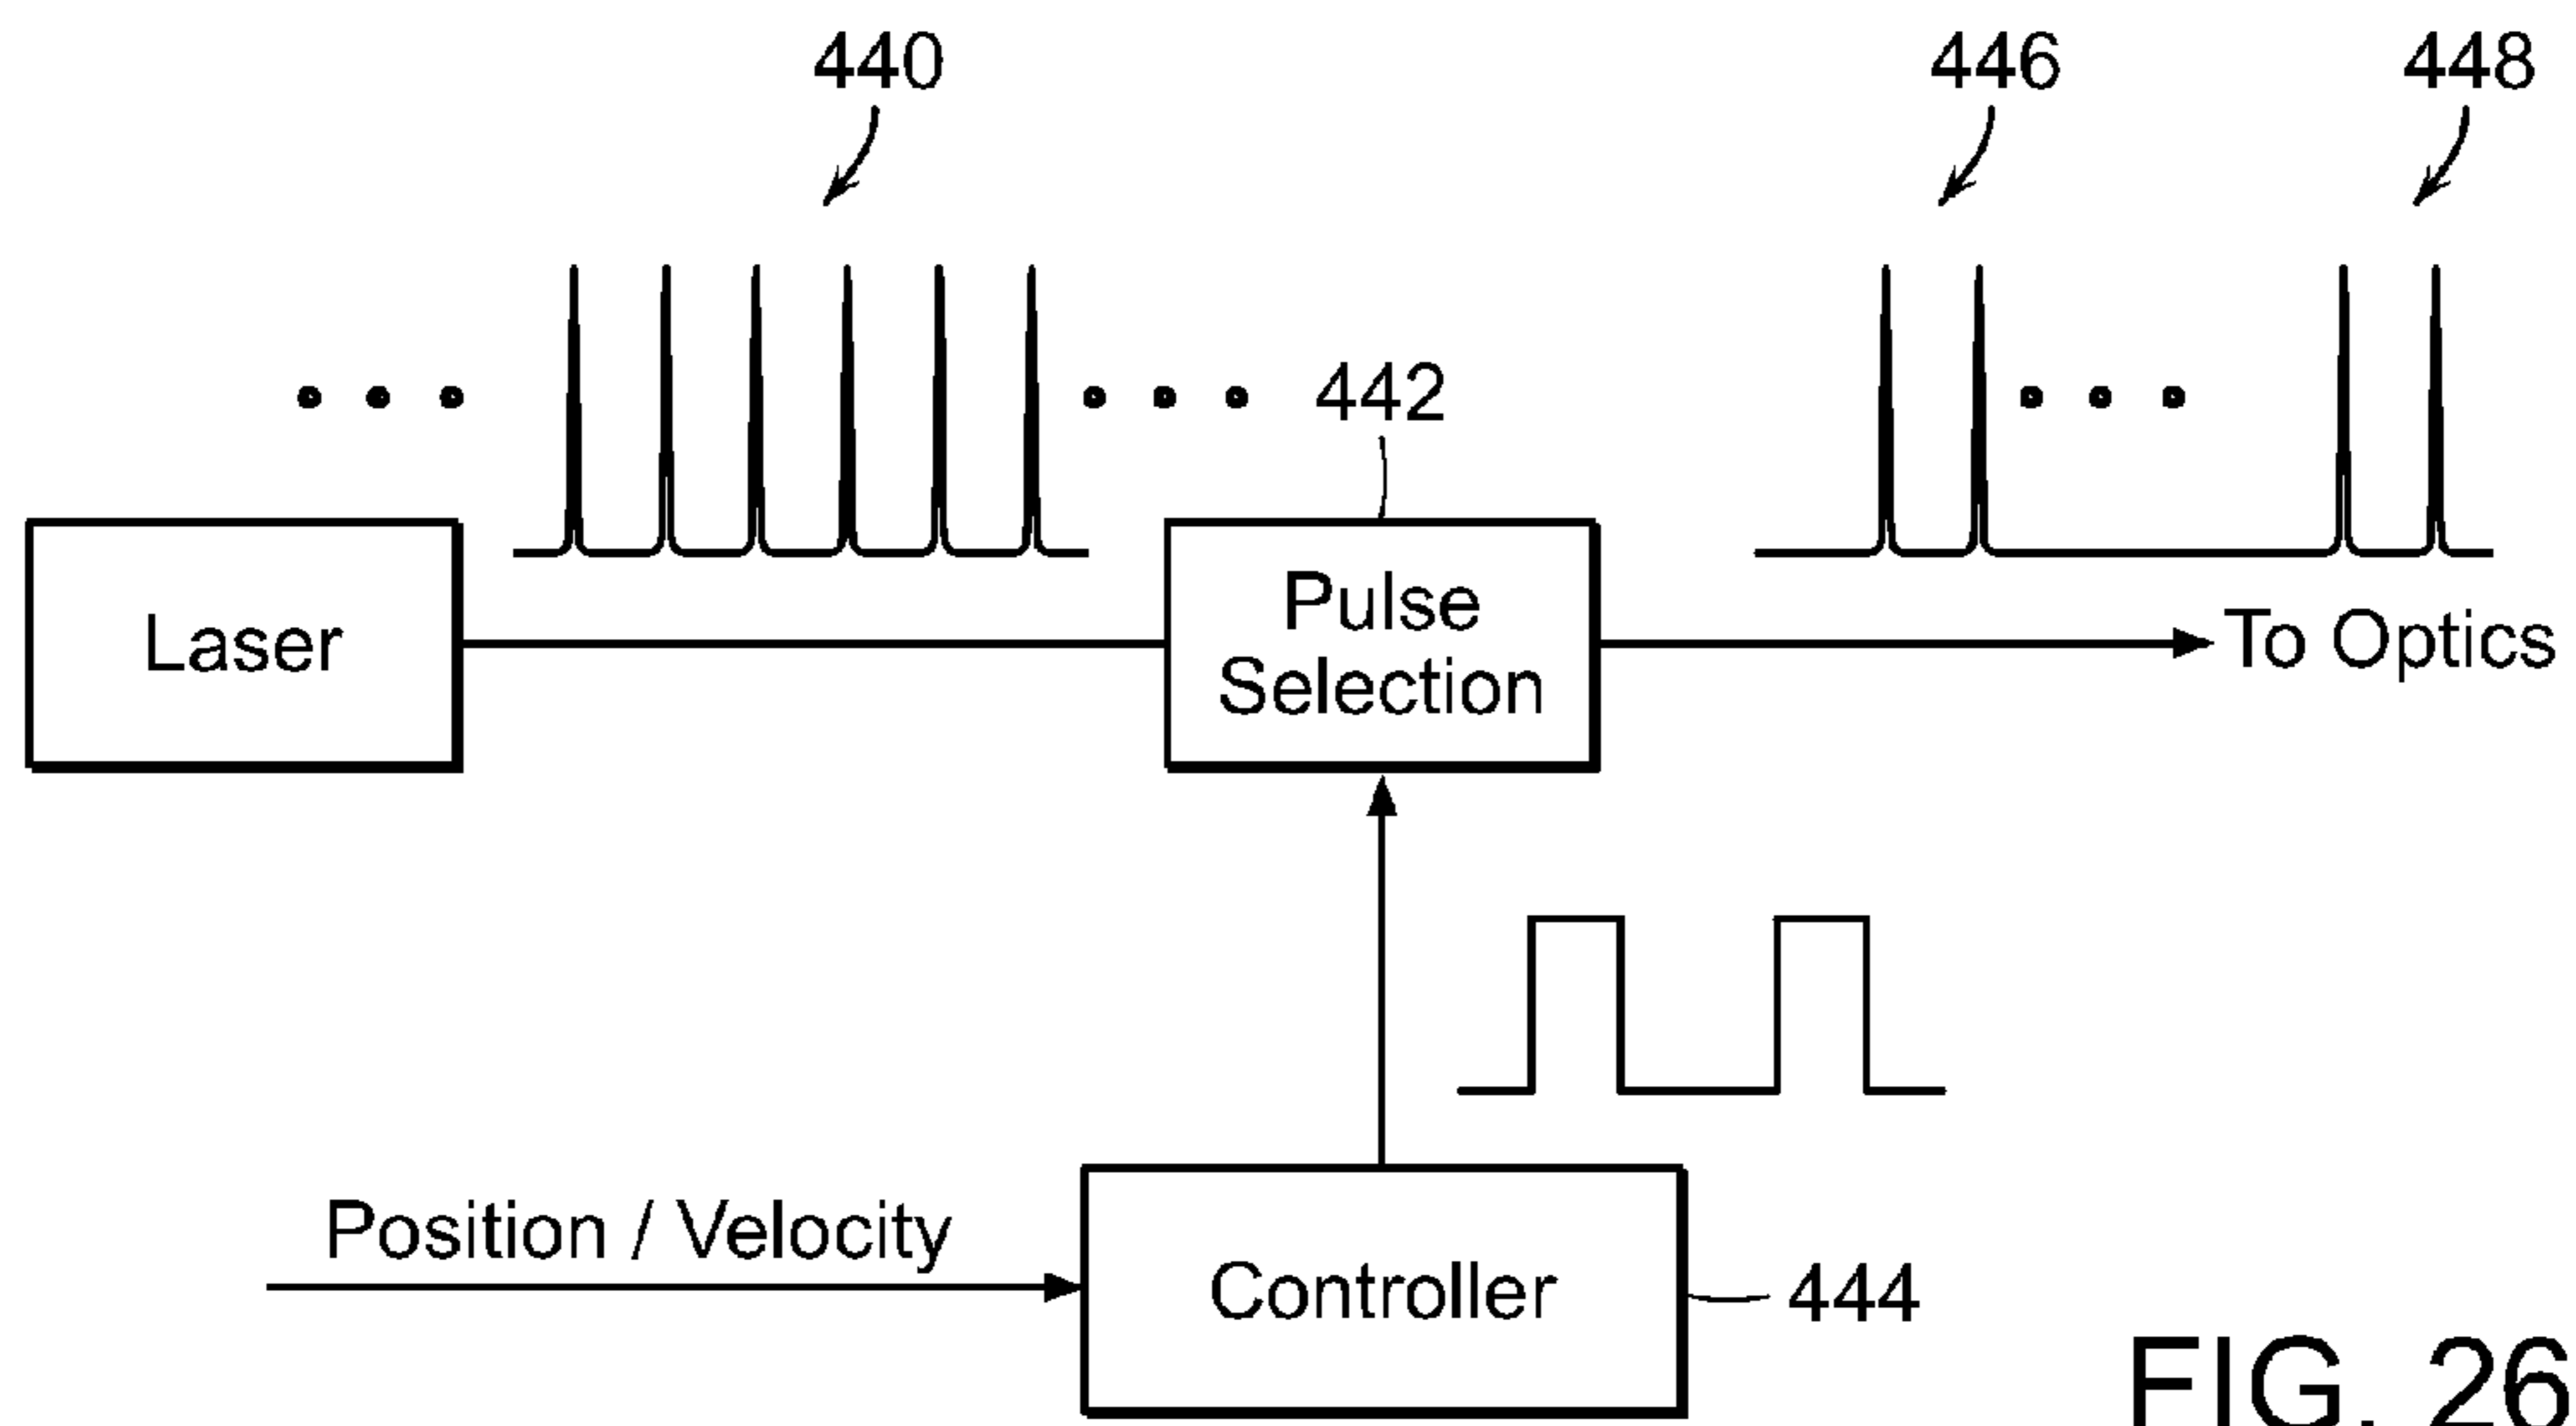 440
446
448
442
Laser
Pulse
Selection
To Optics
Position / Velocity
Controller
444
FIG. 26